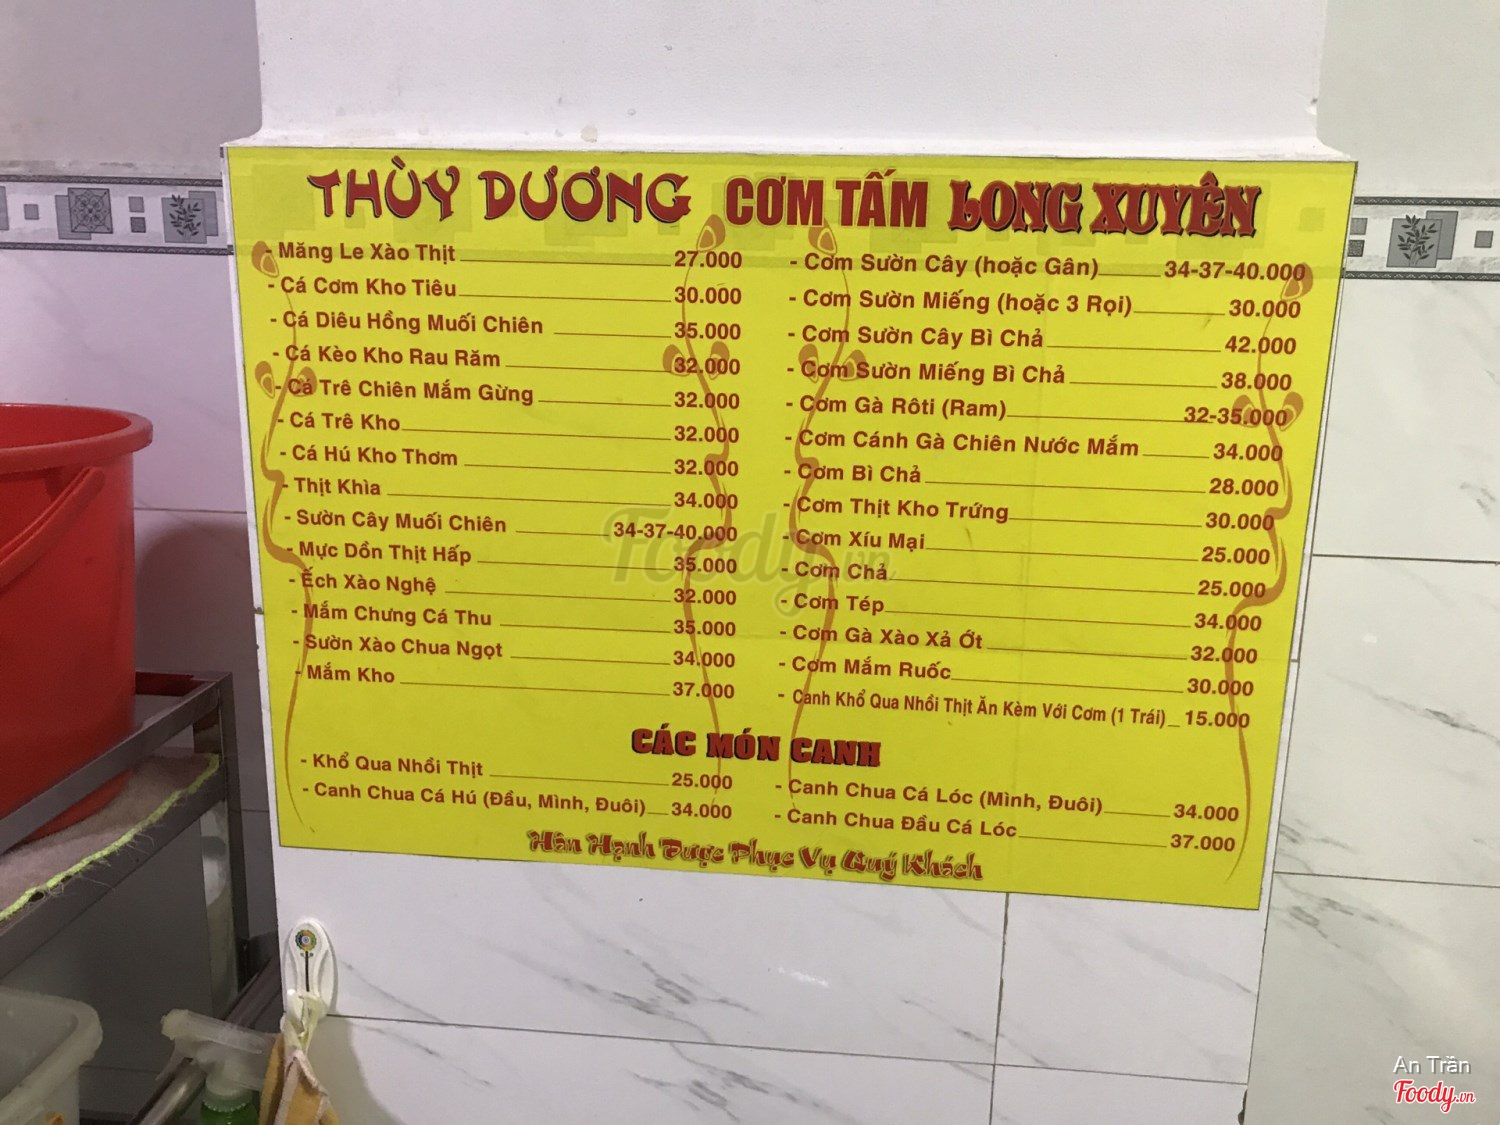 THÙY DƯƠNG CƠM TẤM LONG XUYÊN
- Măng Le Xào Thịt 27.000
- Cá Cơm Kho Tiêu 30.000
- Cá Diêu Hồng Muối Chiên 35.000
- Cá Kèo Kho Rau Răm 32.000
- Cá Trê Chiên Mắm Gừng 32.000
- Cá Trê Kho 32.000
- Cá Hú Kho Thơm 32.000
- Thịt Khìa 34.000
- Sườn Cây Muối Chiên 34-37-40.000
- Mực Dồn Thịt Hấp 35.000
- Ếch Xào Nghệ 32.000
- Mắm Chưng Cá Thu 35.000
- Sườn Xào Chua Ngọt 34.000
- Mắm Kho 37.000
- Cơm Sườn Cây (hoặc Gân) 34-37-40.000
- Cơm Sườn Miếng (hoặc 3 Rọi) 30.000
- Cơm Sườn Cây Bì Chả 42.000
- Cơm Sườn Miếng Bì Chả 38.000
- Cơm Gà Rôti (Ram) 32-35.000
- Cơm Cánh Gà Chiên Nước Mắm 34.000
- Cơm Bì Chả 28.000
- Cơm Thịt Kho Trứng 30.000
- Cơm Xíu Mại 25.000
- Cơm Chả 25.000
- Cơm Tép 34.000
- Cơm Gà Xào Xả Ớt 32.000
- Cơm Mắm Ruốc 30.000
- Canh Khổ Qua Nhồi Thịt Ăn Kèm Với Cơm (1 Trái) 15.000
CÁC MÓN CANH
- Khổ Qua Nhồi Thịt 25.000
- Canh Chua Cá Hú (Đầu, Mình, Đuôi) 34.000
- Canh Chua Cá Lóc (Mình, Đuôi) 34.000
- Canh Chua Đầu Cá Lóc 37.000
Hân Hạnh Được Phục Vụ Quý Khách
Foody.vn
An Trần
Foody.vn